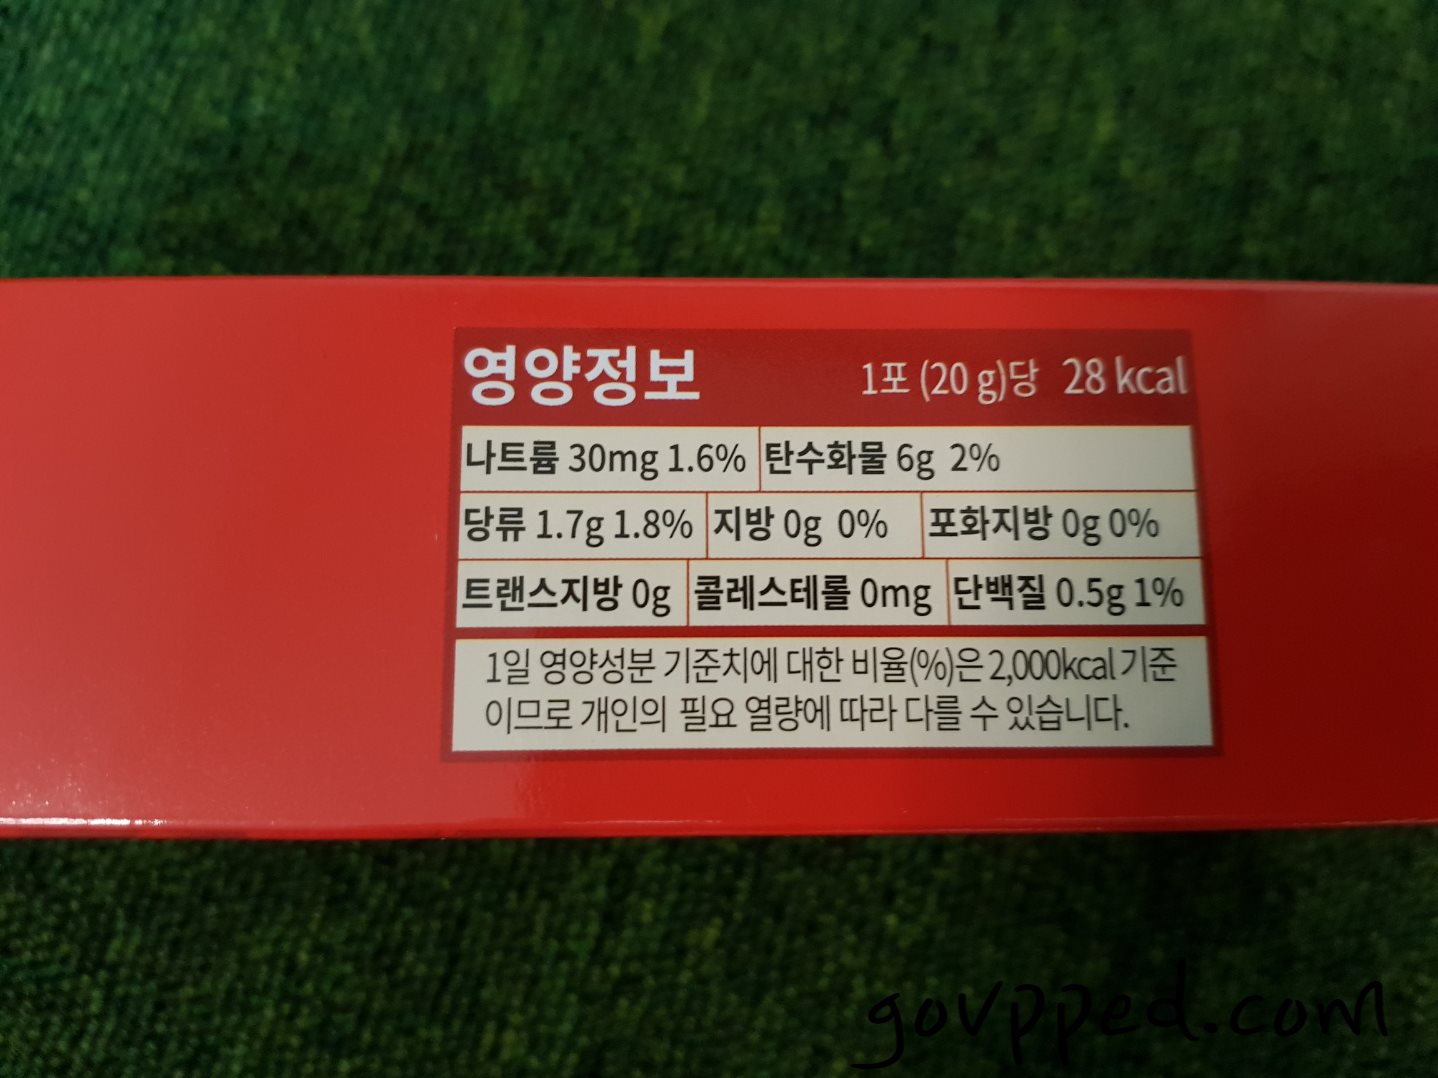 영양정보 1포 (20 g)당 28 kcal
나트륨 30mg 1.6% 탄수화물 6g 2%
당류 1.7g 1.8% 지방 0g 0% 포화지방 0g 0%
트랜스지방 0g 콜레스테롤 0mg 단백질 0.5g 1%
1일 영양성분 기준치에 대한 비율(%)은 2,000kcal 기준
이므로 개인의 필요 열량에 따라 다를 수 있습니다.
govpped.com